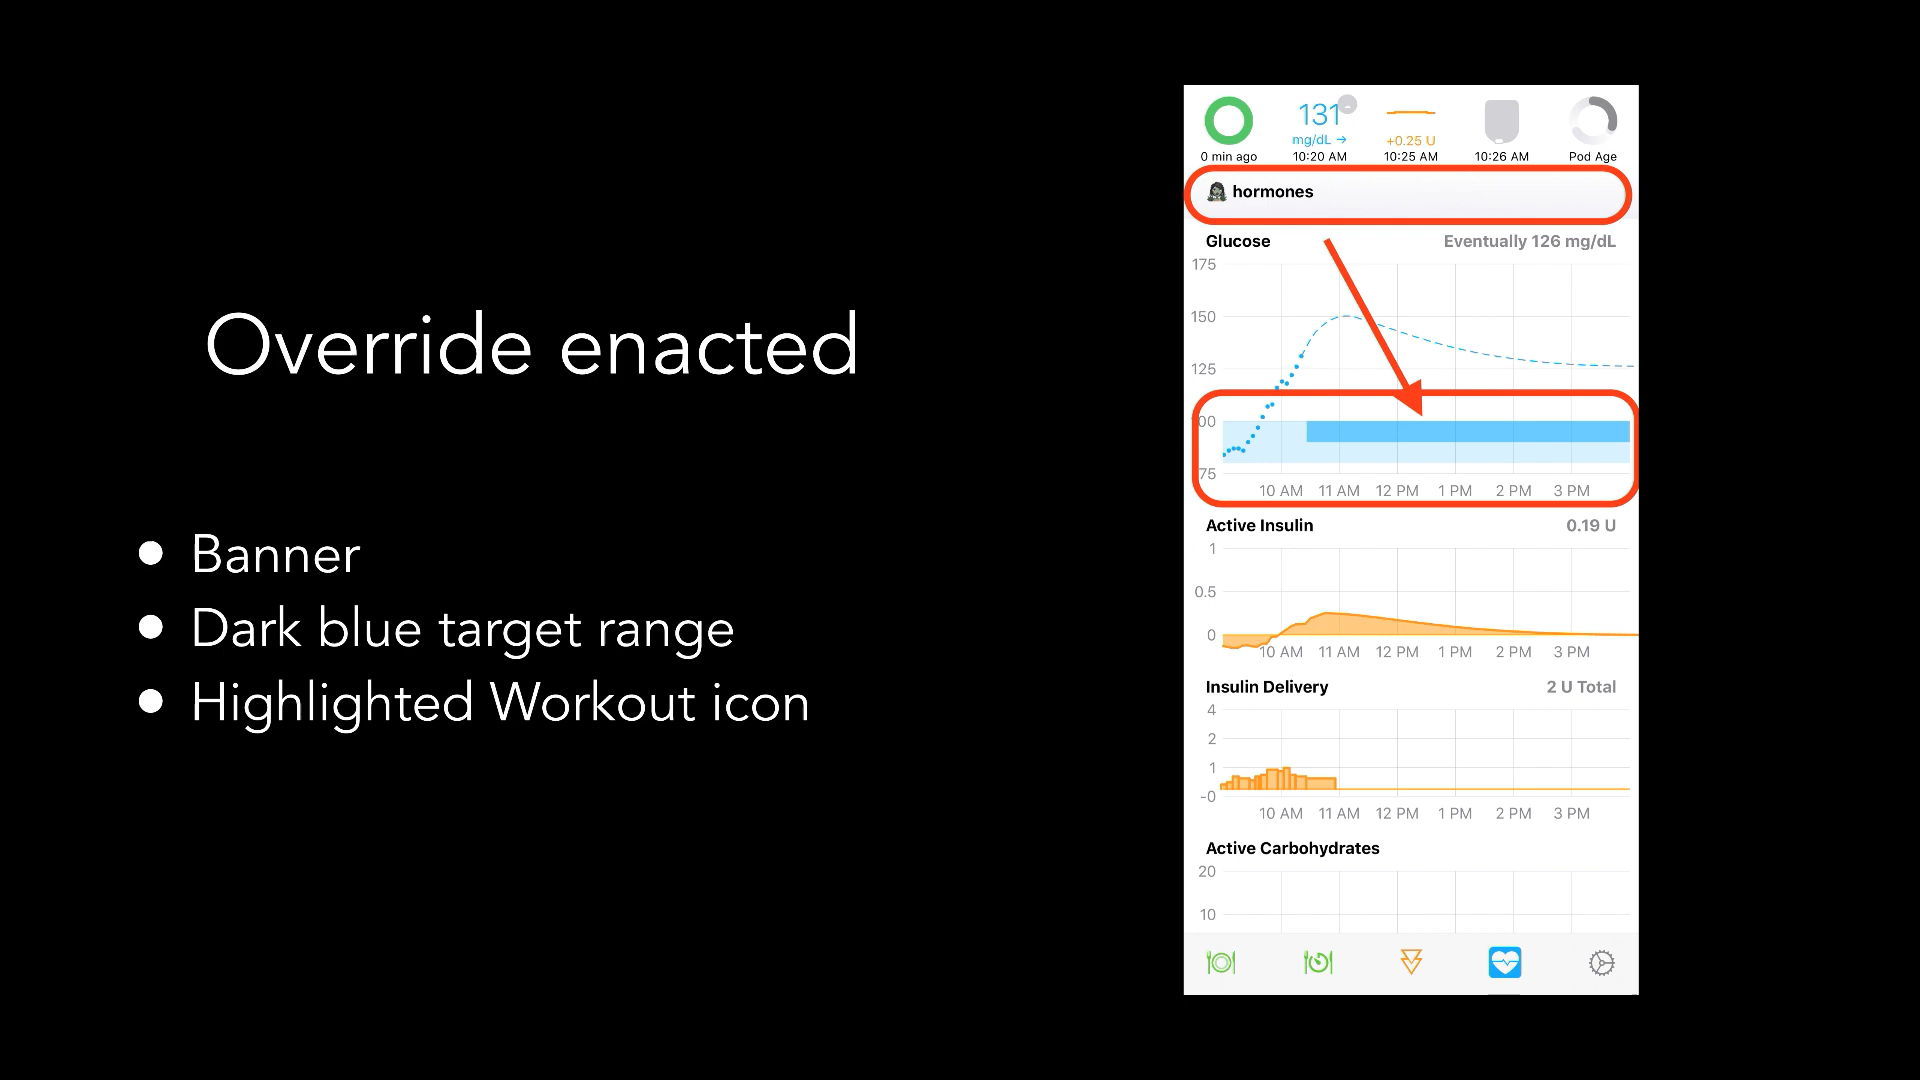 Override enacted
Banner
Dark blue target range
Highlighted Workout icon
131
mg/dL →
+0.25 U
0 min ago
10:20 AM
10:25 AM
10:26 AM
Pod Age
hormones
Glucose
Eventually 126 mg/dL
175
150
125
00
75
10 AM 11 AM 12 PM 1 PM 2 PM 3 PM
Active Insulin
0.19 U
1
0.5
0
10 AM 11 AM 12 PM 1 PM 2 PM 3 PM
Insulin Delivery
2 U Total
4
2
1
-0
10 AM 11 AM 12 PM 1 PM 2 PM 3 PM
Active Carbohydrates
20
10